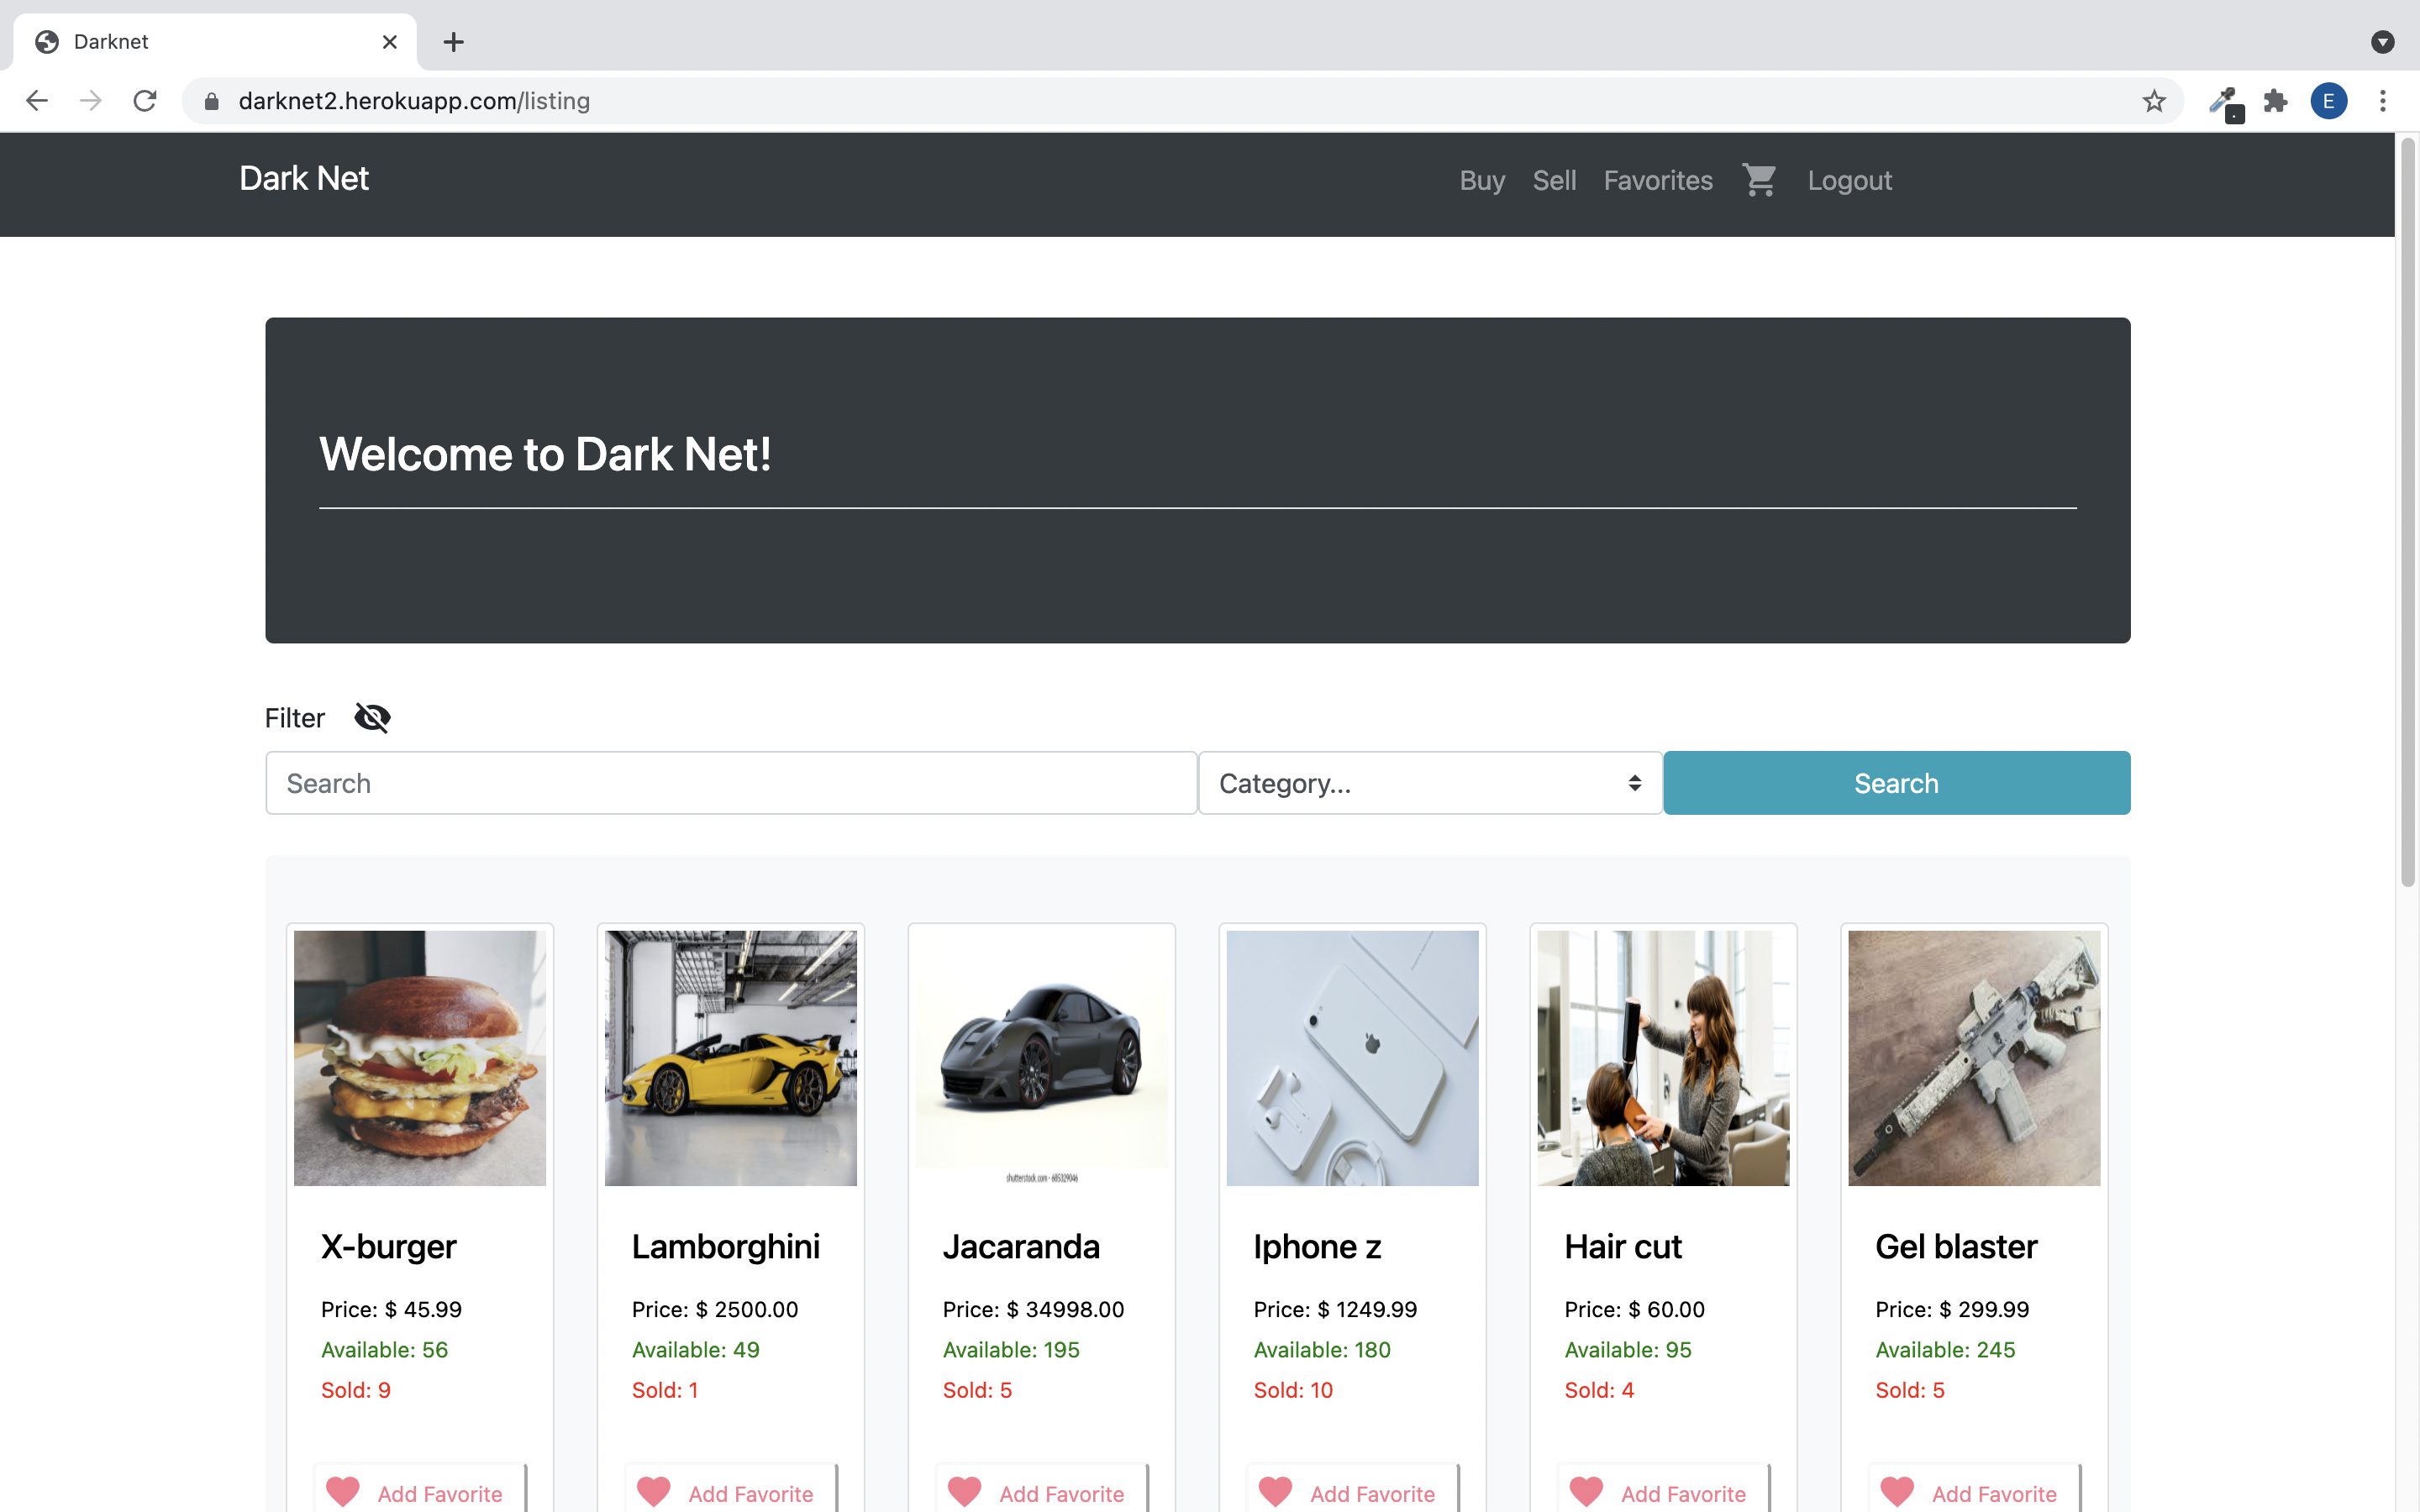 Darknet
darknet2.herokuapp.com/listing
E
Dark Net
Buy Sell Favorites Logout
Welcome to Dark Net!
Filter
Search Category... Search
shutterstock.com · 685329046
X-burger Lamborghini Jacaranda Iphone z Hair cut Gel blaster
Price: $ 45.99 Price: $ 2500.00 Price: $ 34998.00 Price: $ 1249.99 Price: $ 60.00 Price: $ 299.99
Available: 56 Available: 49 Available: 195 Available: 180 Available: 95 Available: 245
Sold: 9 Sold: 1 Sold: 5 Sold: 10 Sold: 4 Sold: 5
Add Favorite Add Favorite Add Favorite Add Favorite Add Favorite Add Favorite